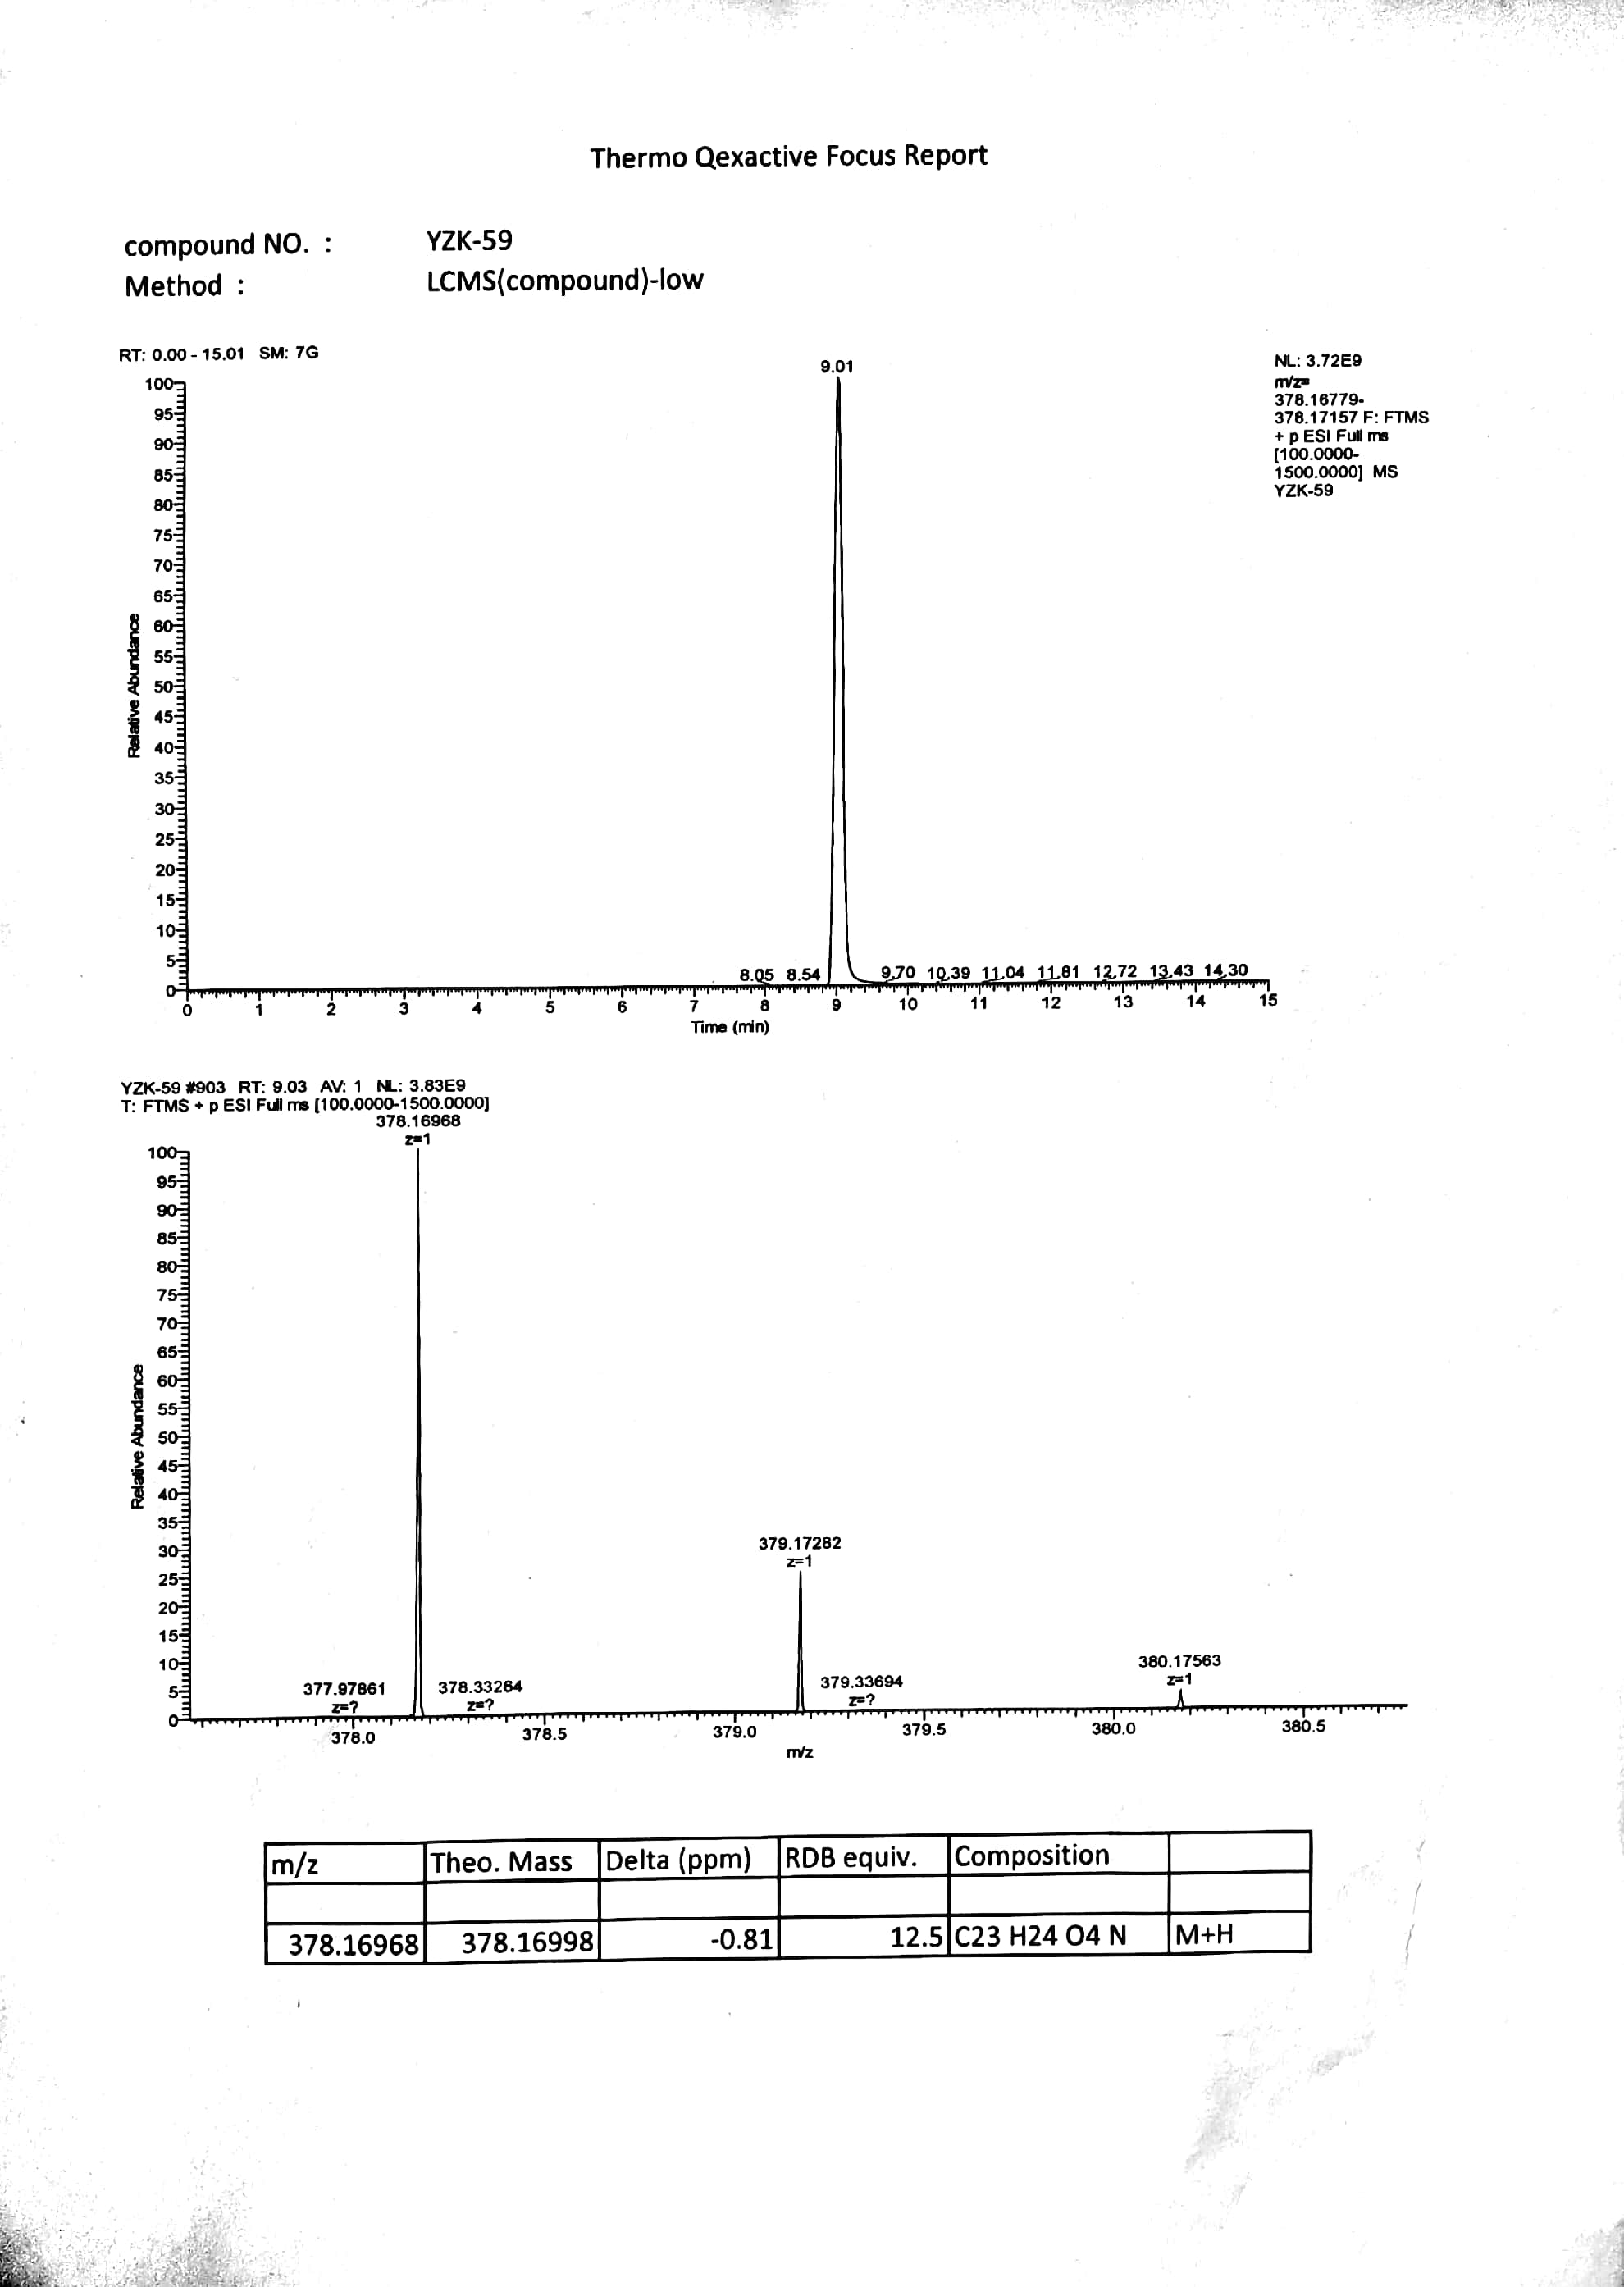 Thermo Qexactive Focus Report
compound NO. : YZK-59
Method : LCMS(compound)-low
RT: 0.00 - 15.01 SM: 7G
NL: 3.72E9
m/z=
378.16779-
378.17157 F: FTMS
+ p ESI Full ms
[100.0000-
1500.0000] MS
YZK-59
9.01
100
95
90
85
80
75
70
65
60
55
50
45
40
35
30
25
20
15
10
5
0
Relative Abundance
8.05 8.54 9.70 10.39 11.04 11.81 12.72 13.43 14.30
0 1 2 3 4 5 6 7 8 9 10 11 12 13 14 15
Time (min)
YZK-59 #903 RT: 9.03 AV: 1 NL: 3.83E9
T: FTMS + p ESI Full ms [100.0000-1500.0000]
378.16968
z=1
100
95
90
85
80
75
70
65
60
55
50
45
40
35
30
25
20
15
10
5
0
Relative Abundance
379.17282
z=1
380.17563
z=1
377.97861
z=?
378.33264
z=?
379.33694
z=?
378.0 378.5 379.0 379.5 380.0 380.5
m/z
m/z Theo. Mass Delta (ppm) RDB equiv. Composition
378.16968 378.16998 -0.81 12.5 C23 H24 O4 N M+H